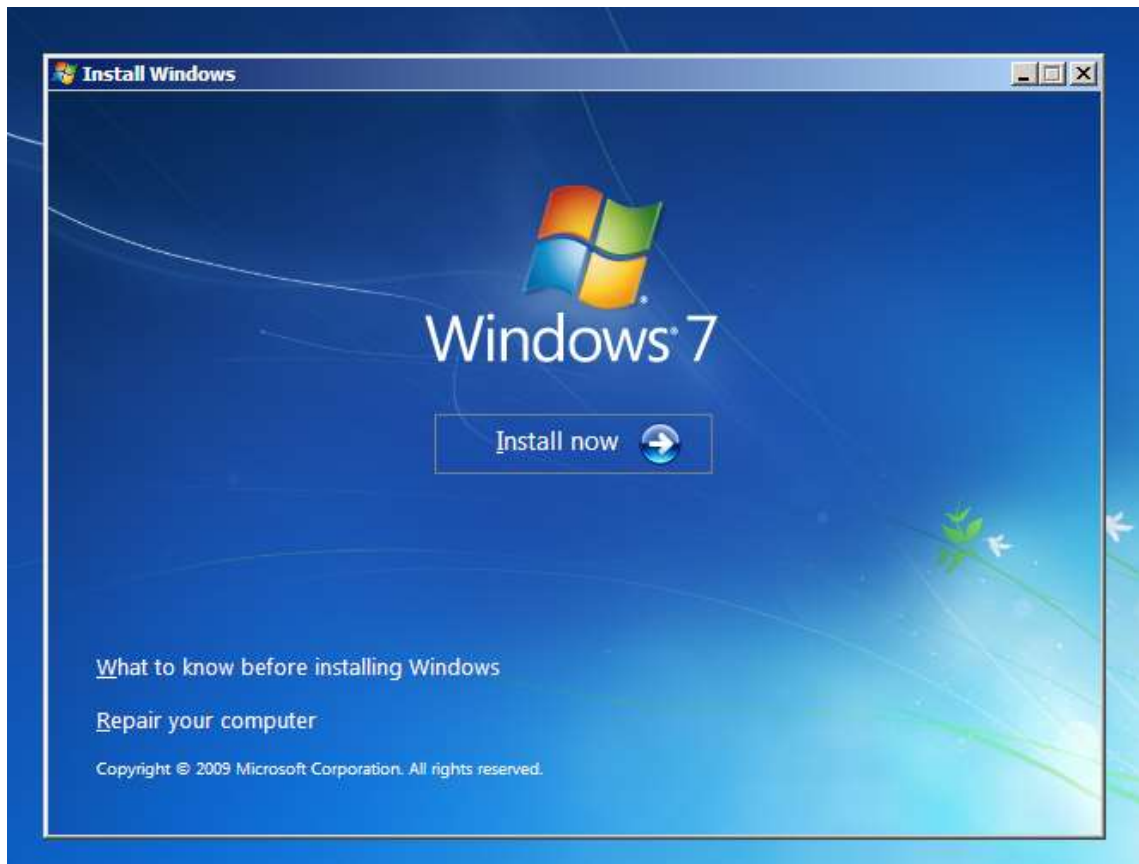 Install Windows
Windows® 7
Install now
What to know before installing Windows
Repair your computer
Copyright © 2009 Microsoft Corporation. All rights reserved.